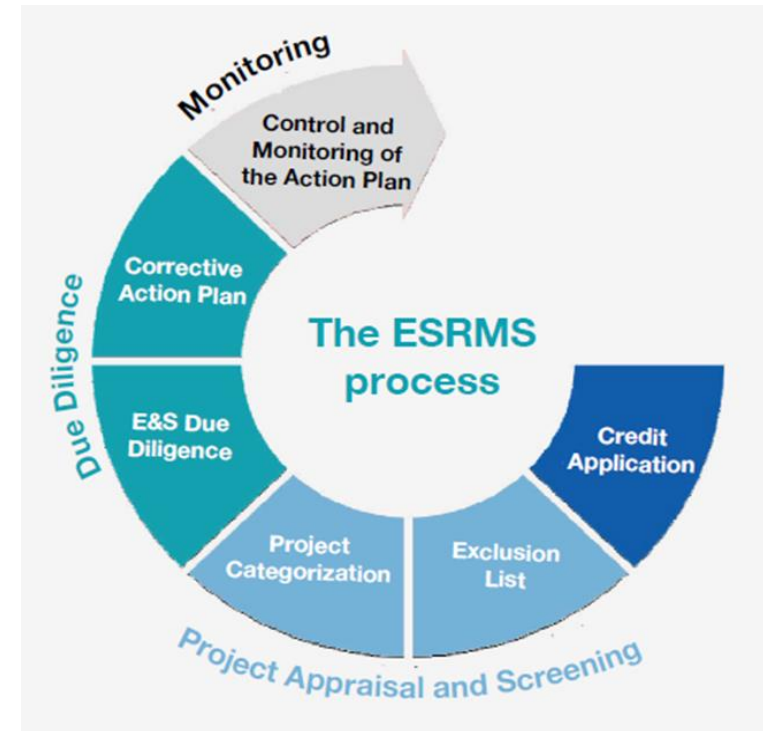 Monitoring
Control and
Monitoring of
the Action Plan
Corrective
Action Plan
Due Diligence
The ESRMS
process
E&S Due
Diligence
Credit
Application
Project
Categorization
Exclusion
List
Project Appraisal and Screening